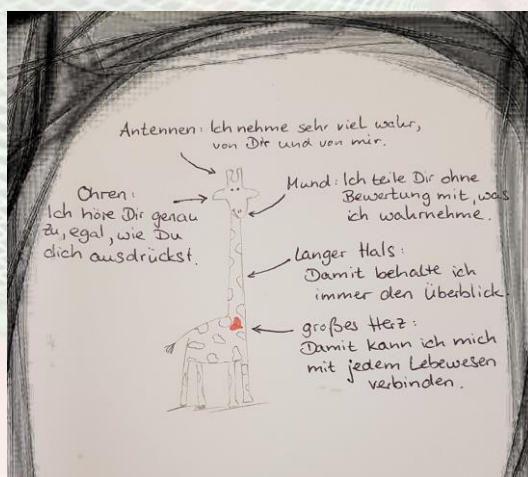 Antennen: Ich nehme sehr viel wahr,
von Dir und von mir.
Ohren:
Ich höre Dir genau
zu, egal, wie Du
dich ausdrückst.
Mund: Ich teile Dir ohne
Bewertung mit, was
ich wahrnehme.
Langer Hals:
Damit behalte ich
immer den Überblick.
großes Herz:
Damit kann ich mich
mit jedem Lebewesen
verbinden.